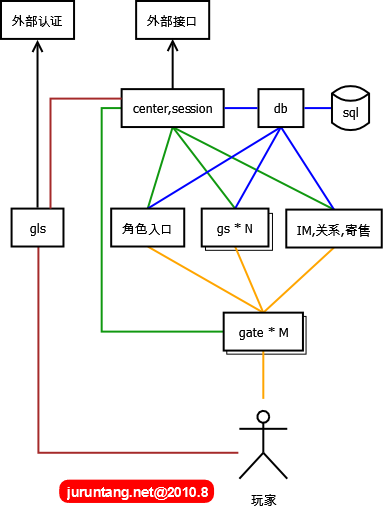 外部认证
外部接口
center,session
db
sql
gls
角色入口
gs * N
IM,关系,寄售
gate * M
juruntang.net@2010.8
玩家